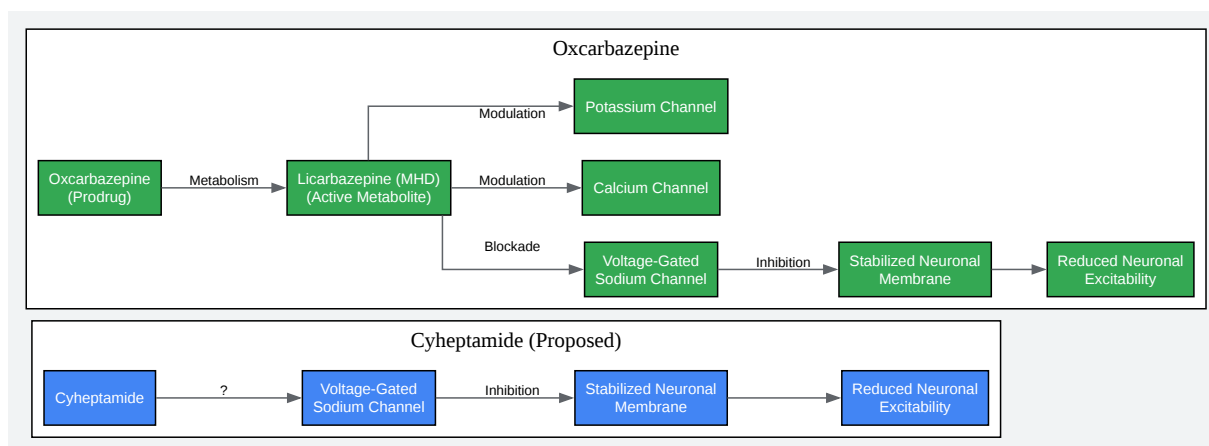 Oxcarbazepine
Potassium Channel
Modulation
Oxcarbazepine
(Prodrug)
Metabolism
Licarbazepine (MHD)
(Active Metabolite)
Modulation
Calcium Channel
Blockade
Voltage-Gated
Sodium Channel
Inhibition
Stabilized Neuronal
Membrane
Reduced Neuronal
Excitability
Cyheptamide (Proposed)
Cyheptamide
?
Voltage-Gated
Sodium Channel
Inhibition
Stabilized Neuronal
Membrane
Reduced Neuronal
Excitability